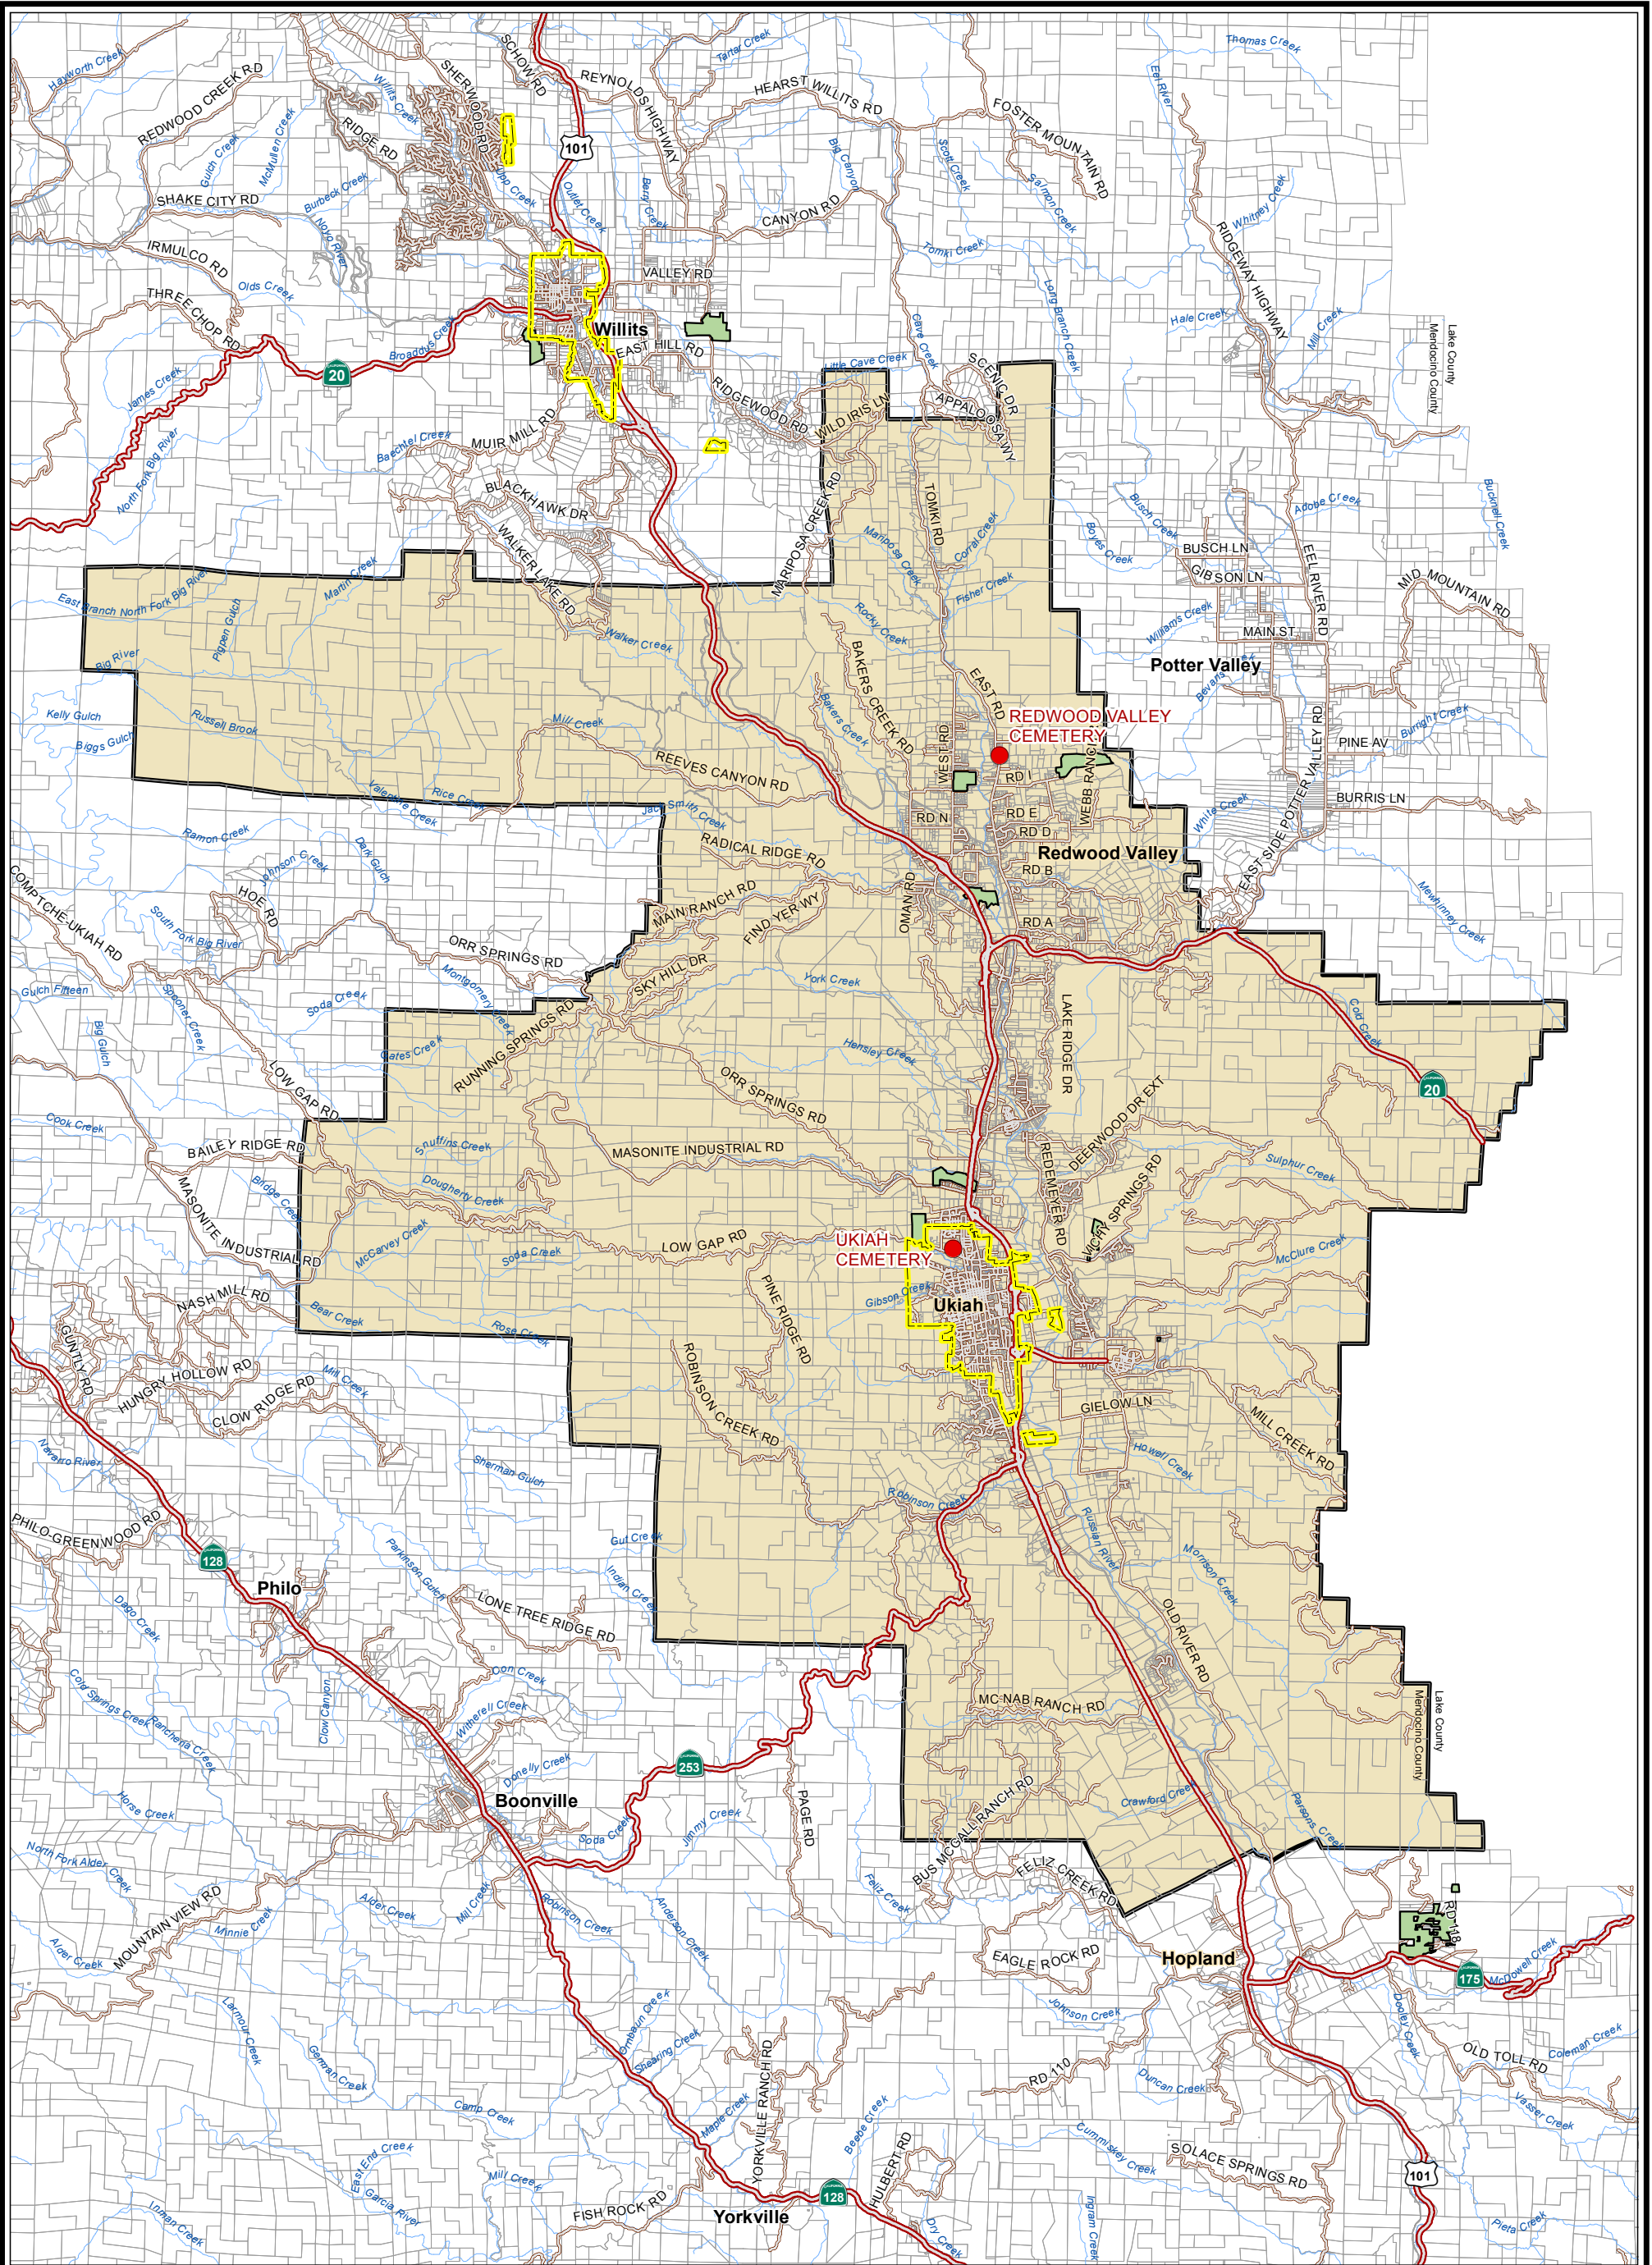 Thomas Creek
Tartar Creek
SCHOW RD
Hayworth Creek
REDWOOD CREEK RD
SHERWOOD RD
Willits Creek
REYNOLDS HIGHWAY
HEARST WILLITS RD
Eel River
FOSTER MOUNTAIN RD
RIDGE RD
101
Gulch Creek
McMullen Creek
Big Canyon
Scott Creek
Salmon Creek
Upp Creek
Outlet Creek
Berry Creek
Burbeck Creek
SHAKE CITY RD
CANYON RD
Whitney Creek
Noyo River
Tomki Creek
RIDGEWAY HIGHWAY
IRMULCO RD
VALLEY RD
Olds Creek
THREE CHOP RD
Long Branch Creek
Hale Creek
Mill Creek
Willits
Cave Creek
Lake County
Mendocino County
EAST HILL RD
Broaddus Creek
20
Little Cave Creek
SCENIC DR
James Creek
RIDGEWOOD RD
WILD IRIS LN
APPALOOSA WY
MUIR MILL RD
Baechtel Creek
North Fork Big River
BLACKHAWK DR
TOMKI RD
MARIPOSA CREEK RD
Busch Creek
Adobe Creek
Bucknell Creek
WALKER LAKE RD
Mariposa Creek
Corral Creek
Boyes Creek
BUSCH LN
GIBSON LN
EEL RIVER RD
MID MOUNTAIN RD
East Branch North Fork Big River
Martin Creek
Fisher Creek
Pigpen Gulch
Rocky Creek
Williams Creek
MAIN ST
Walker Creek
Big River
BAKERS CREEK RD
EAST RD
Potter Valley
Bevans Creek
Kelly Gulch
Russell Brook
Mill Creek
Bakers Creek
REDWOOD VALLEY
CEMETERY
Burright Creek
Biggs Gulch
WEST RD
PINE AV
REEVES CANYON RD
RD I
WEBB RANCH
EAST SIDE POTTER VALLEY RD
Valentine Creek
Rice Creek
Jack Smith Creek
RD N
RD E
BURRIS LN
White Creek
Ramon Creek
RD D
RADICAL RIDGE RD
Redwood Valley
Johnson Creek
Dark Gulch
RD B
COMPTCHE-UKIAH RD
HOE RD
MAIN RANCH RD
OMAN RD
Mewhinney Creek
FIND YER WY
RD A
South Fork Big River
ORR SPRINGS RD
Montgomery Creek
SKY HILL DR
York Creek
Gulch Fifteen
Spooner Creek
Soda Creek
RUNNING SPRINGS RD
LAKE RIDGE DR
Cold Creek
Big Gulch
Gates Creek
Hensley Creek
LOW GAP RD
ORR SPRINGS RD
20
Cook Creek
DEERWOOD DR EXT
BAILEY RIDGE RD
Snuffins Creek
MASONITE INDUSTRIAL RD
REDEMEYER RD
Sulphur Creek
Bridge Creek
Dougherty Creek
VICHY SPRINGS RD
MASONITE INDUSTRIAL RD
McCarvey Creek
Soda Creek
LOW GAP RD
UKIAH
CEMETERY
McClure Creek
NASH MILL RD
PINE RIDGE RD
Gibson Creek
Ukiah
Bear Creek
Rose Creek
GUNTLY RD
HUNGRY HOLLOW RD
Mill Creek
CLOW RIDGE RD
ROBINSON CREEK RD
GIELOW LN
MILL CREEK RD
Navarro River
Sherman Gulch
Howell Creek
Robinson Creek
PHILO-GREENWOOD RD
128
Parkinson Gulch
Gut Creek
Indian Creek
Russian River
Morrison Creek
Philo
Dago Creek
LONE TREE RIDGE RD
OLD RIVER RD
Cold Springs Creek
Con Creek
Clow Canyon
Rancheria Creek
Witherell Creek
MC NAB RANCH RD
Lake County
Mendocino County
Donelly Creek
253
Boonville
Horse Creek
PAGE RD
Jimmy Creek
Soda Creek
BUS MCGALL RANCH RD
Crawford Creek
Parsons Creek
North Fork Alder Creek
Alder Creek
Mill Creek
Robinson Creek
Feliz Creek
FELIZ CREEK RD
MOUNTAIN VIEW RD
Minnie Creek
Anderson Creek
RD 118
Alder Creek
EAGLE ROCK RD
Hopland
175
McDowell Creek
Larmour Creek
Ornbaun Creek
Johnson Creek
Dooley Creek
German Creek
Shearing Creek
Coleman Creek
OLD TOLL RD
RD 110
Duncan Creek
Camp Creek
Maple Creek
YORKVILLE RANCH RD
Beebe Creek
Vasser Creek
East End Creek
HULBERT RD
Cummiskey Creek
SOLACE SPRINGS RD
101
Mill Creek
Garcia River
FISH ROCK RD
128
Yorkville
Inman Creek
Dry Creek
Ingram Creek
Pieta Creek